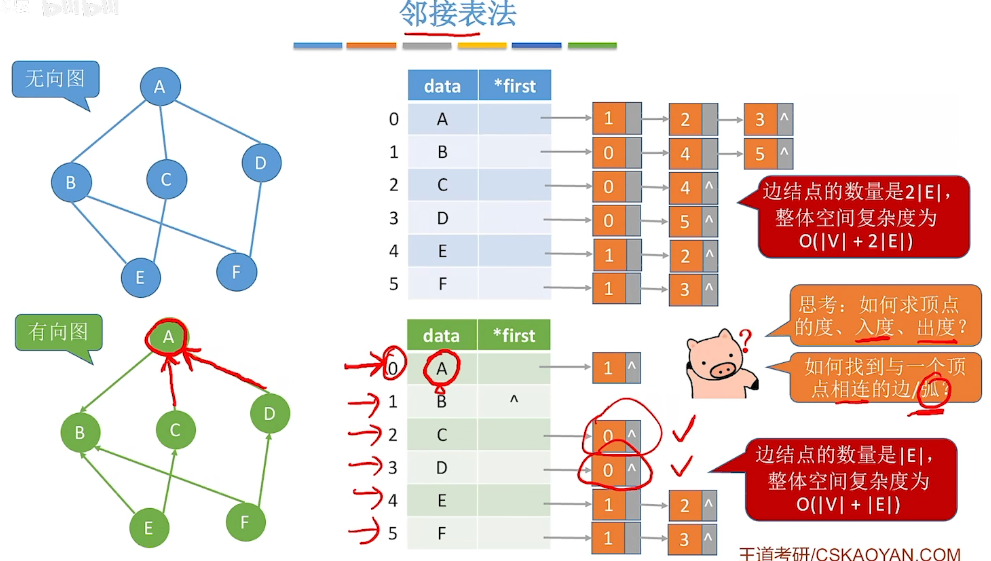 邻接表法
无向图
A
B
C
D
E
F
data *first
0 A 1 2 3 ^
1 B 0 4 5 ^
2 C 0 4 ^
3 D 0 5 ^
4 E 1 2 ^
5 F 1 3 ^
边结点的数量是2|E|,
整体空间复杂度为
O(|V| + 2|E|)
有向图
A
B
C
D
E
F
data *first
0 A 1 ^
1 B ^
2 C 0 ^
3 D 0 ^
4 E 1 2 ^
5 F 1 3 ^
思考:如何求顶点
的度、入度、出度?
如何找到与一个顶
点相连的边/弧?
?
边结点的数量是|E|,
整体空间复杂度为
O(|V| + |E|)
王道考研/CSKAOYAN.COM